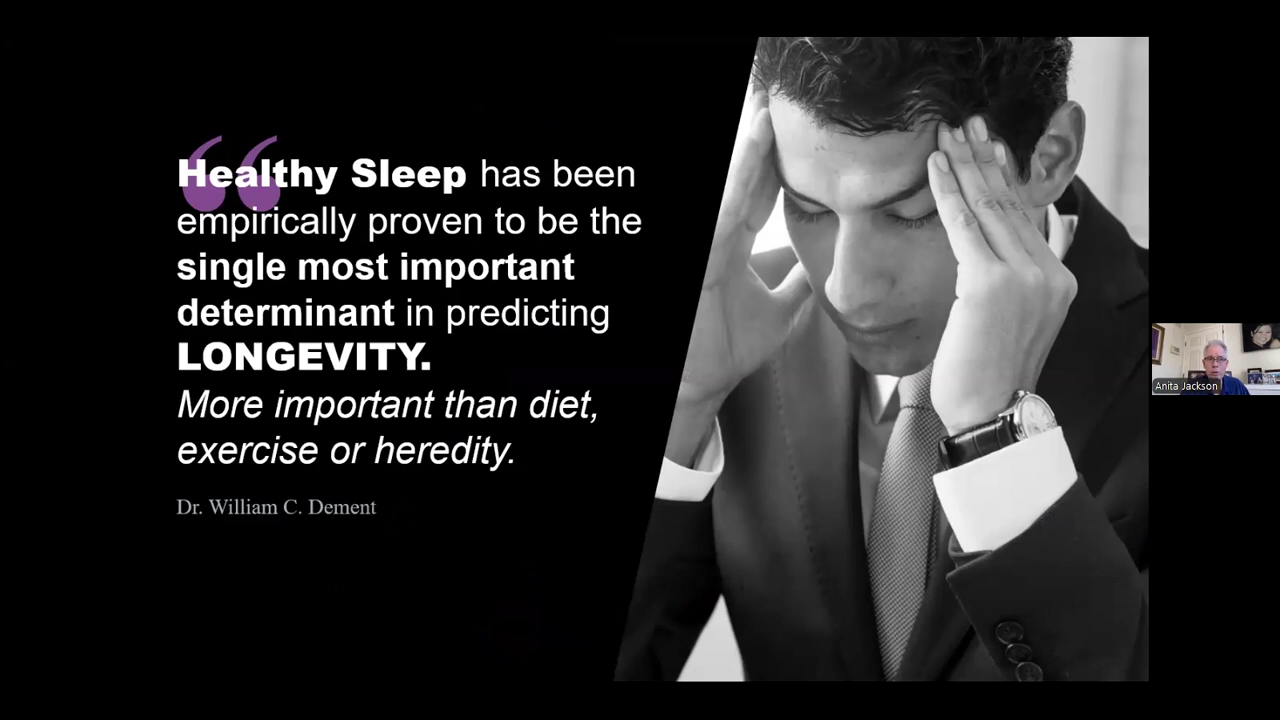 Healthy Sleep has been
empirically proven to be the
single most important
determinant in predicting
LONGEVITY.
More important than diet,
exercise or heredity.
Dr. William C. Dement
Anita Jackson